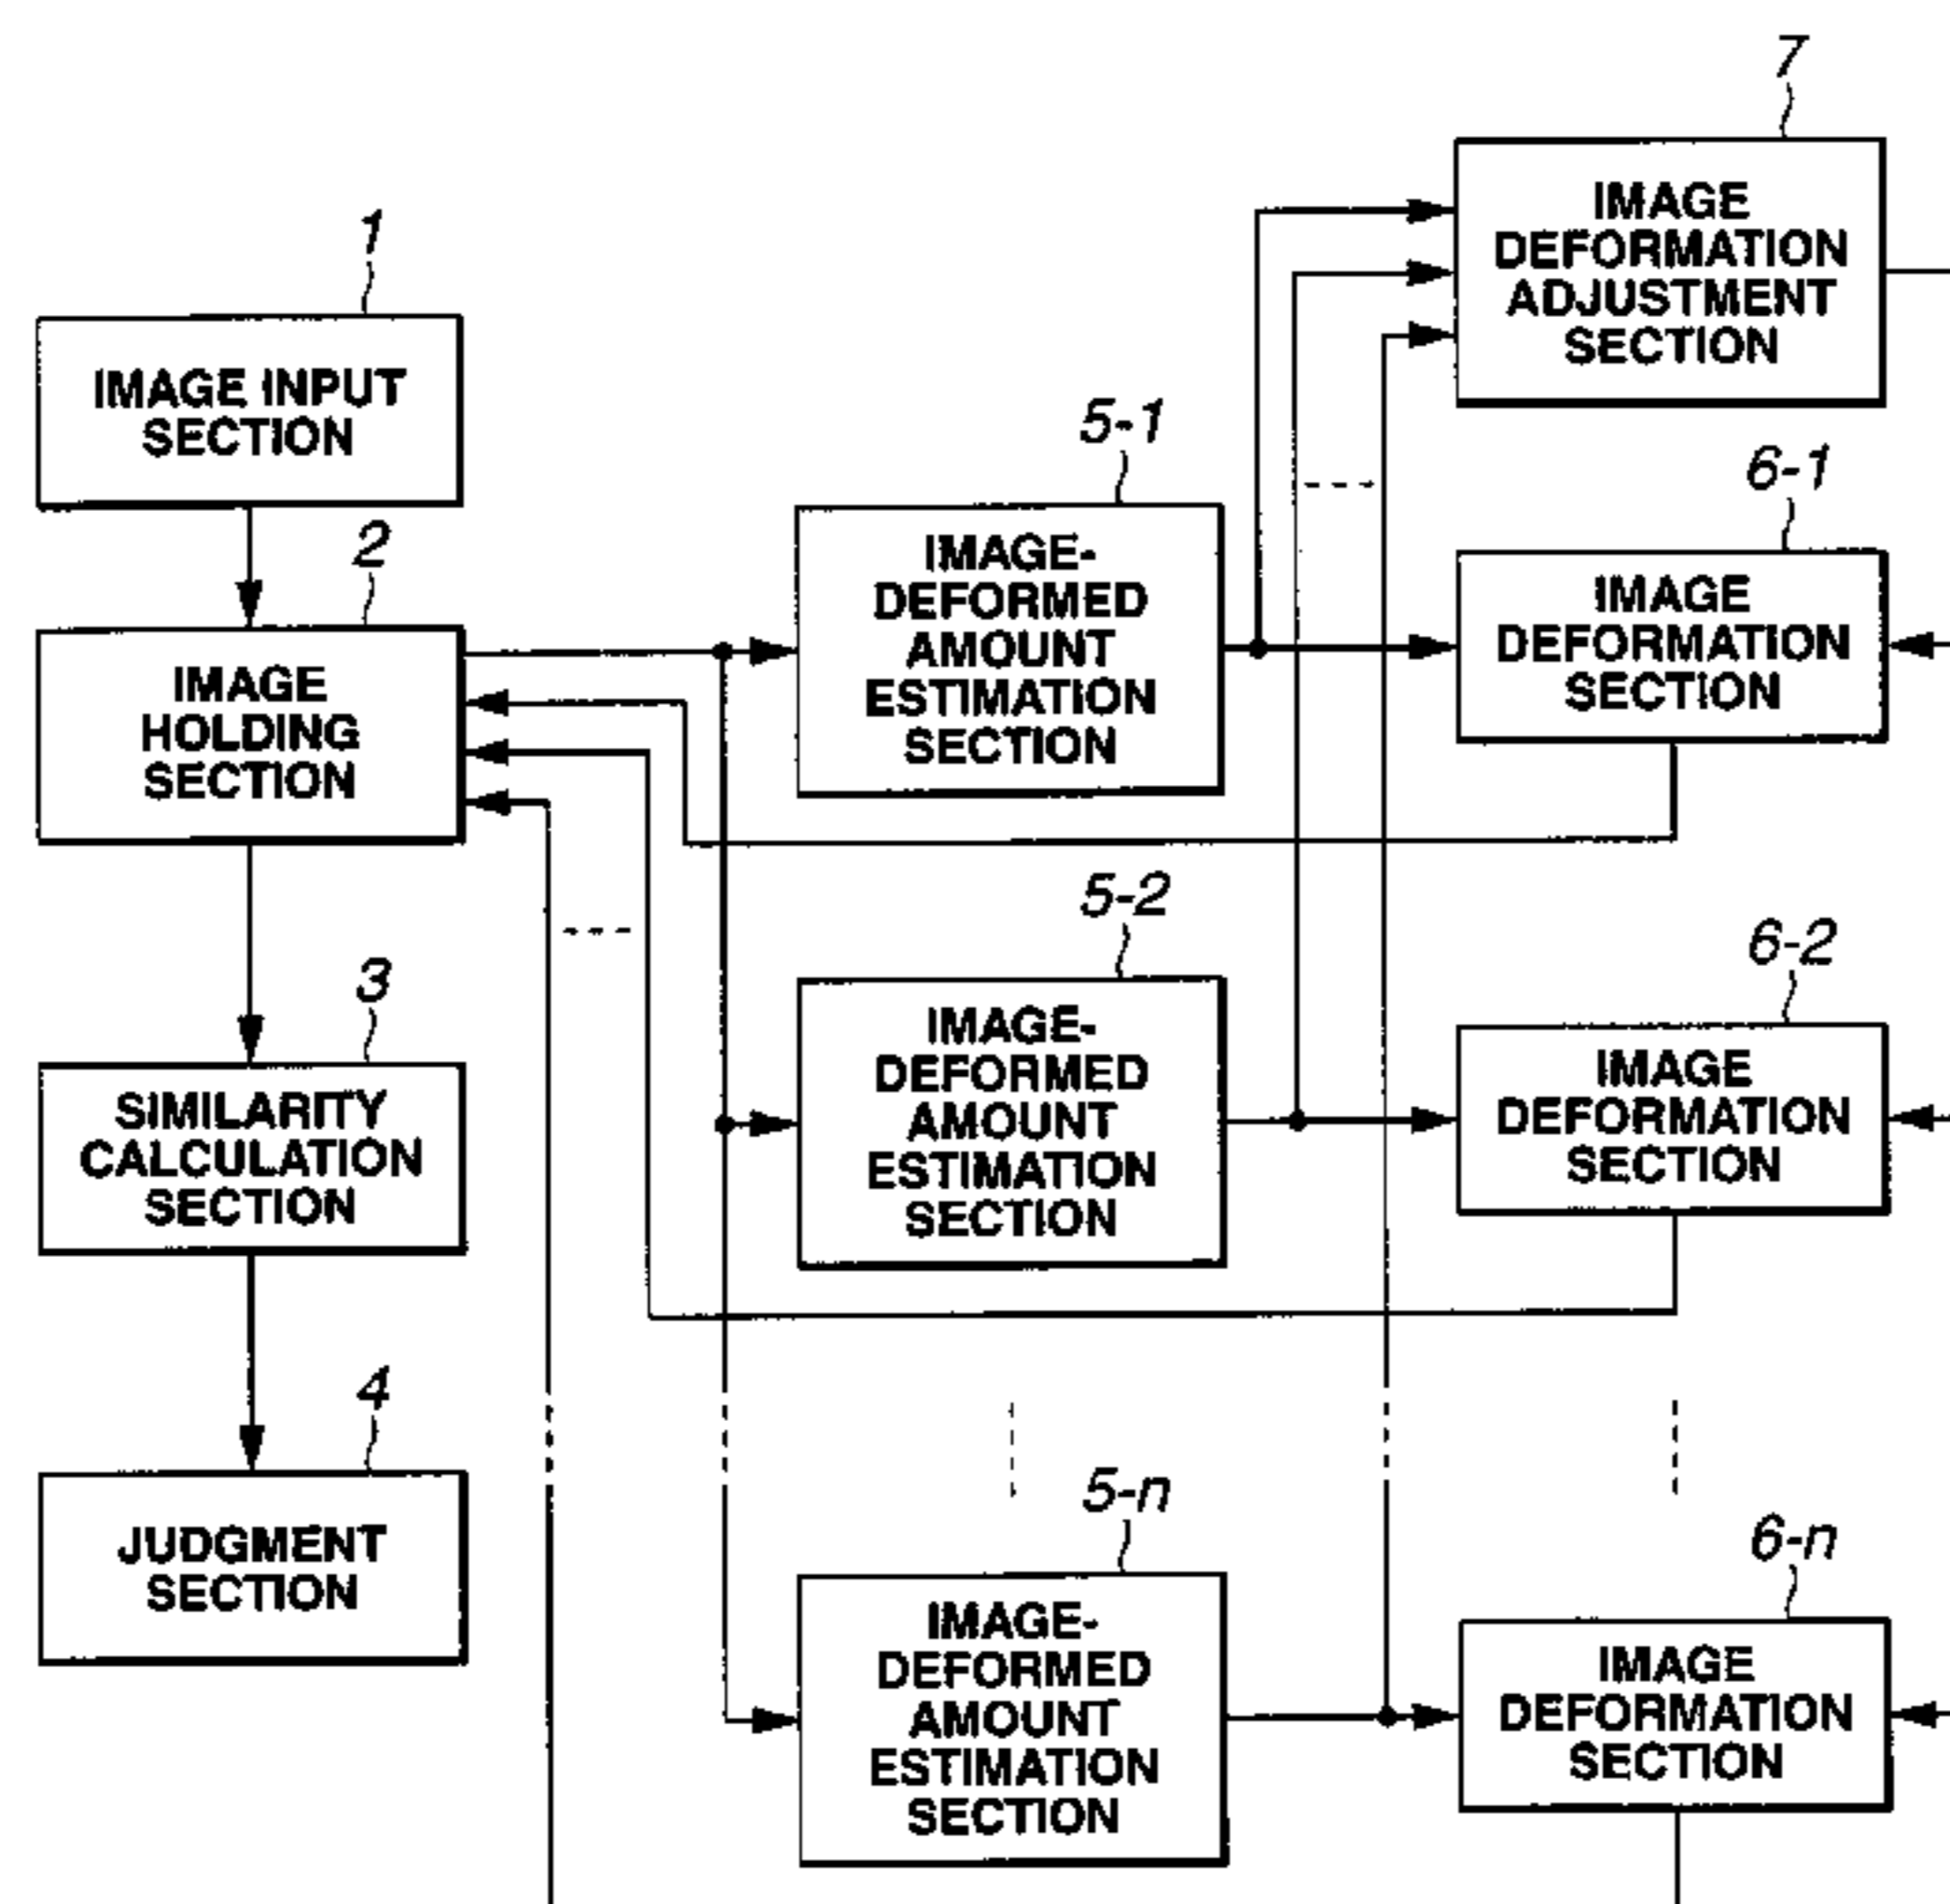 7
IMAGE
DEFORMATION
ADJUSTMENT
SECTION
1
IMAGE INPUT
SECTION
5-1
IMAGE-
DEFORMED
AMOUNT
ESTIMATION
SECTION
6-1
IMAGE
DEFORMATION
SECTION
2
IMAGE
HOLDING
SECTION
5-2
IMAGE-
DEFORMED
AMOUNT
ESTIMATION
SECTION
6-2
IMAGE
DEFORMATION
SECTION
3
SIMILARITY
CALCULATION
SECTION
4
JUDGMENT
SECTION
5-n
IMAGE-
DEFORMED
AMOUNT
ESTIMATION
SECTION
6-n
IMAGE
DEFORMATION
SECTION